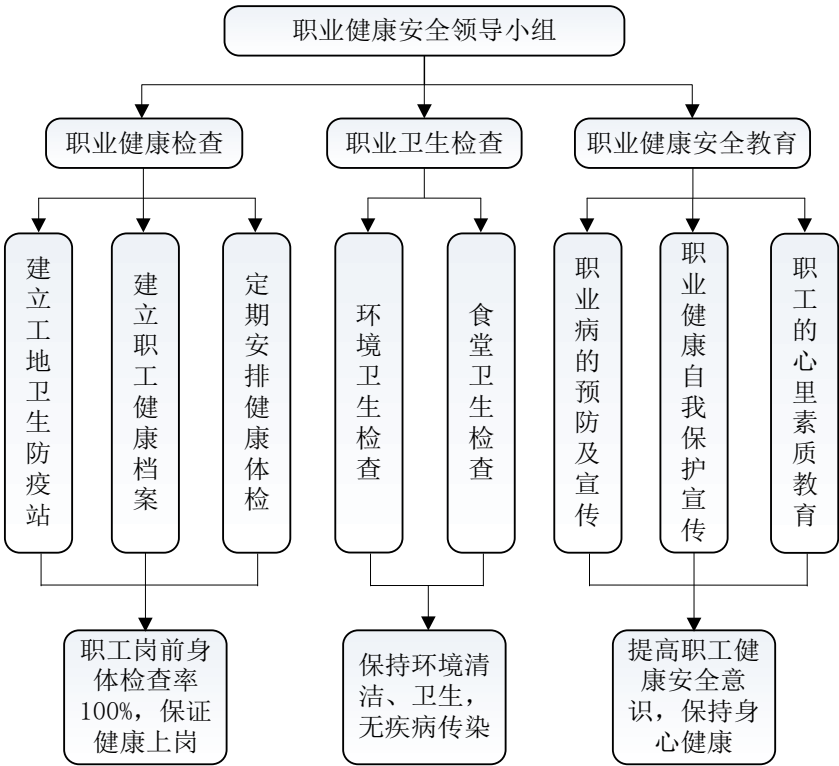 职业健康安全领导小组
职业健康检查
职业卫生检查
职业健康安全教育
建立工地卫生防疫站
建立职工健康档案
定期安排健康体检
环境卫生检查
食堂卫生检查
职业病的预防及宣传
职业健康自我保护宣传
职工的心里素质教育
职工岗前身
体检查率
100%，保证
健康上岗
保持环境清
洁、卫生，
无疾病传染
提高职工健
康安全意
识，保持身
心健康